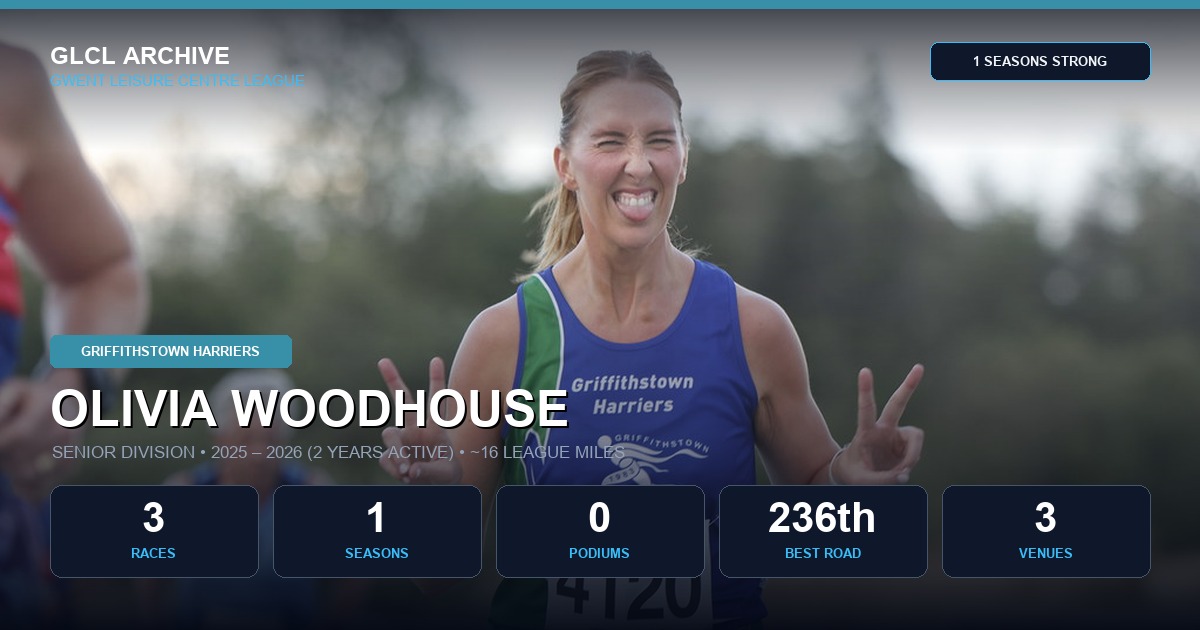 GLCL ARCHIVE
GWENT LEISURE CENTRE LEAGUE
1 SEASONS STRONG
GRIFFITHSTOWN HARRIERS
OLIVIA WOODHOUSE
SENIOR DIVISION • 2025 – 2026 (2 YEARS ACTIVE) • ~16 LEAGUE MILES
Griffithstown
Harriers
GRIFFITHSTOWN
3
RACES
1
SEASONS
0
PODIUMS
236th
BEST ROAD
3
VENUES
4120